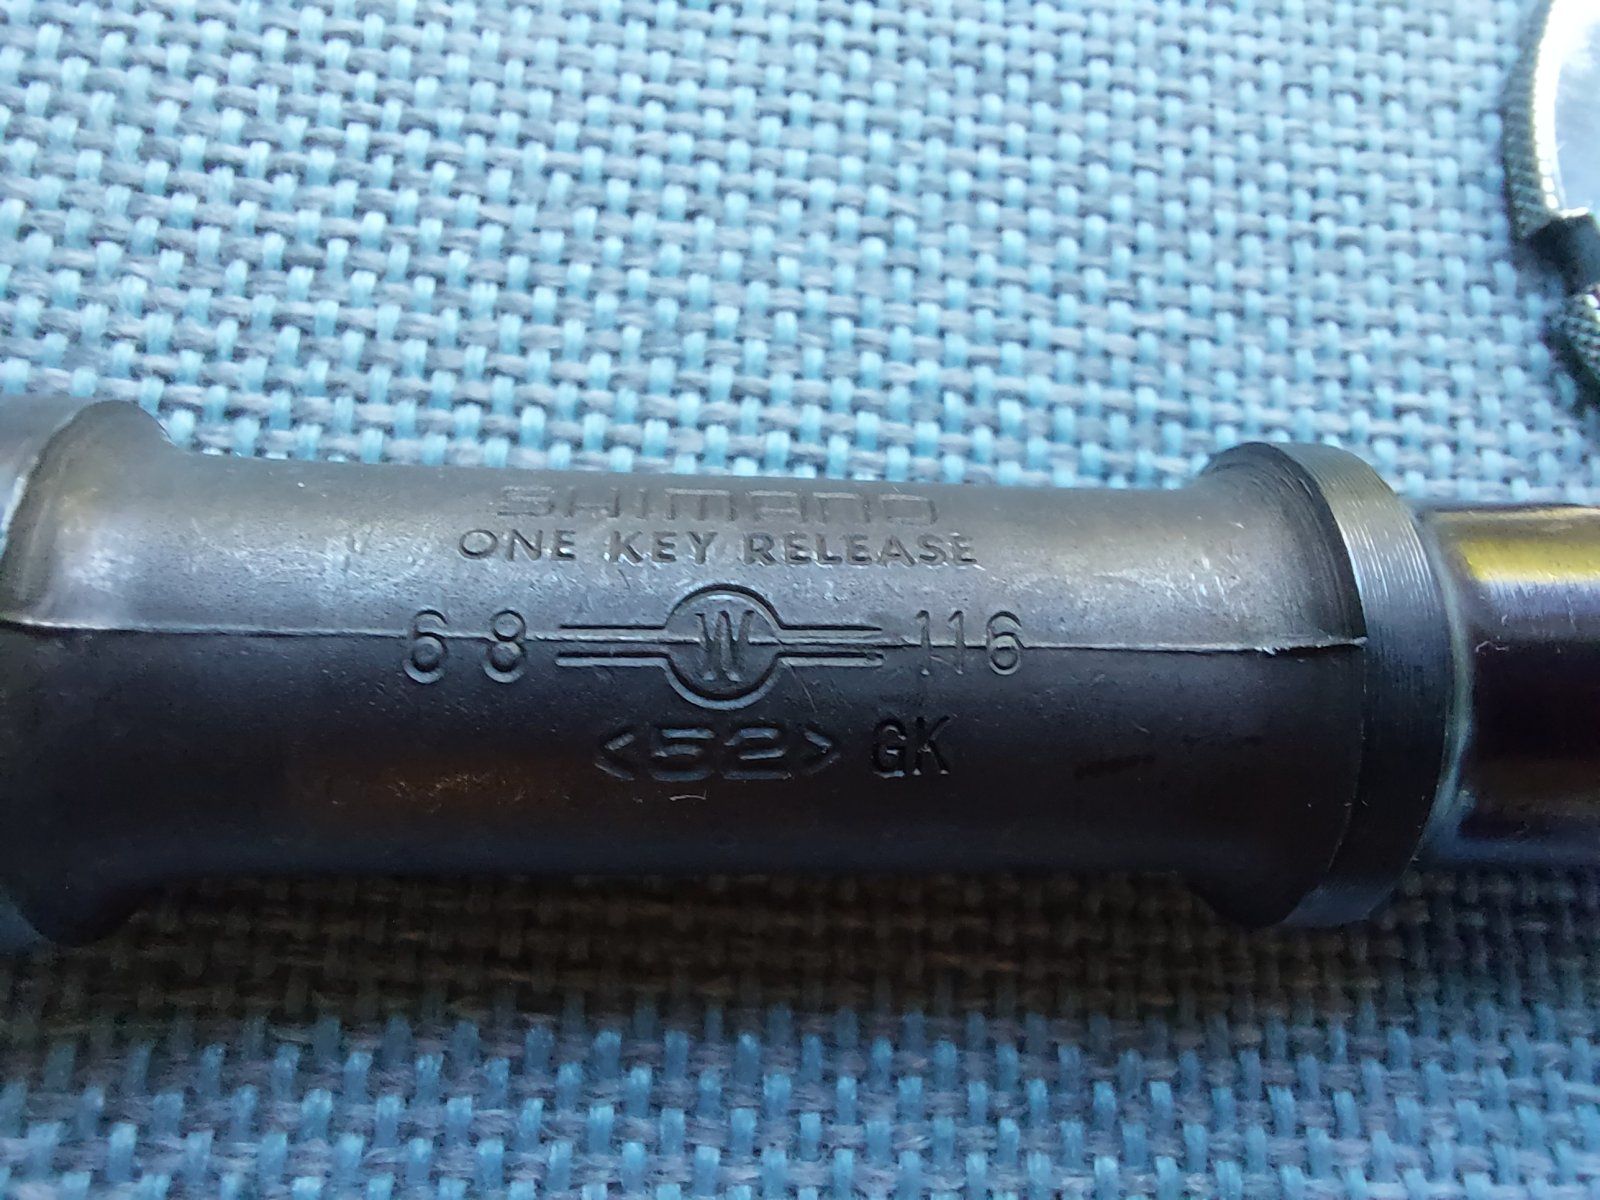 SHIMANO
ONE KEY RELEASE
68 W 116
<52> GK